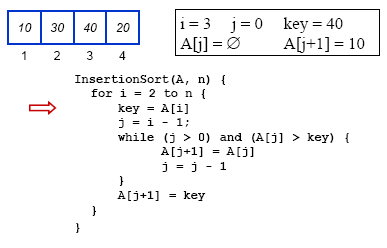 10 30 40 20
1 2 3 4
i = 3 j = 0 key = 40
A[j] = ∅ A[j+1] = 10
InsertionSort(A, n) {
for i = 2 to n {
key = A[i]
j = i - 1;
while (j > 0) and (A[j] > key) {
A[j+1] = A[j]
j = j - 1
}
A[j+1] = key
}
}